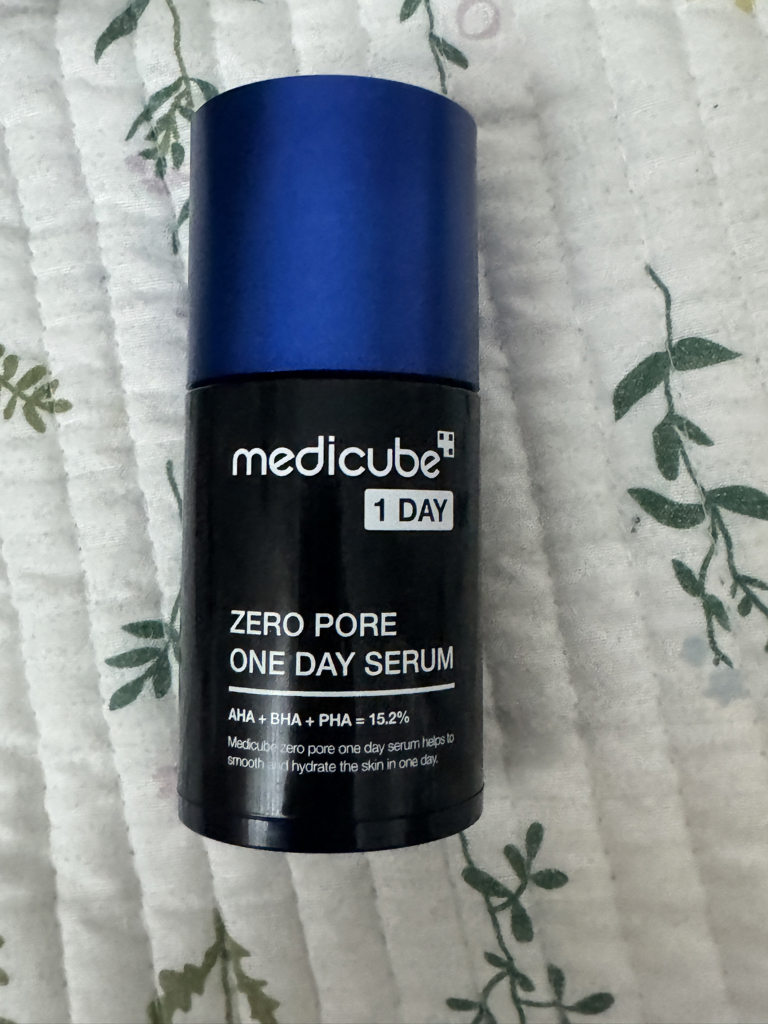 medicube
1 DAY
ZERO PORE
ONE DAY SERUM
AHA + BHA + PHA = 15.2%
Medicube zero pore one day serum helps to
smooth and hydrate the skin in one day.